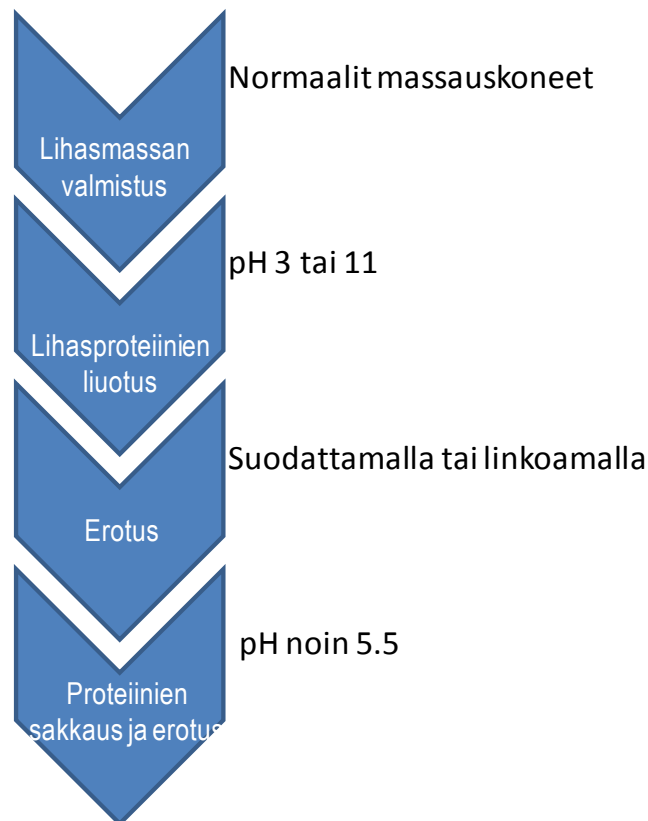 Normaalit massauskoneet
Lihasmassan
valmistus
pH 3 tai 11
Lihasproteiinien
liuotus
Suodattamalla tai linkoamalla
Erotus
pH noin 5.5
Proteiinien
sakkaus ja erotus